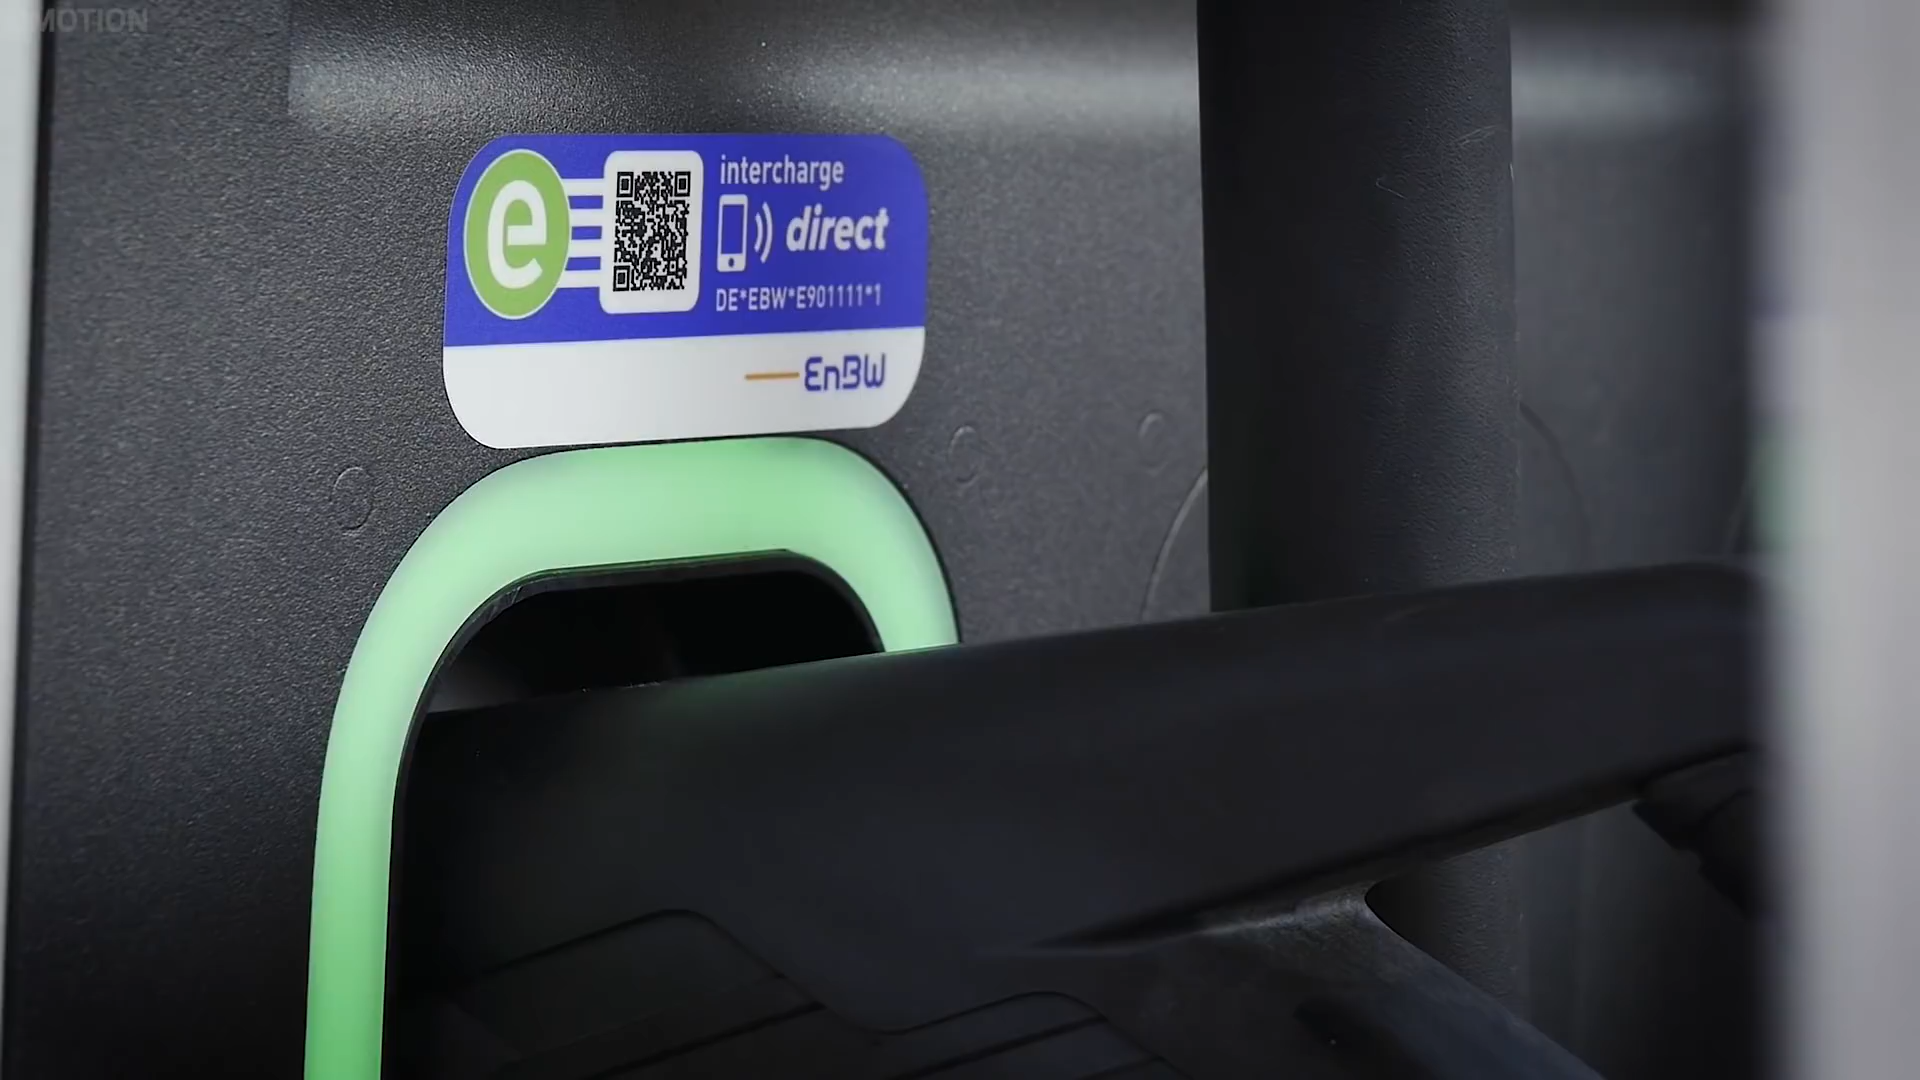 MOTION
e
intercharge
direct
DE*EBW*E901111*1
EnBW